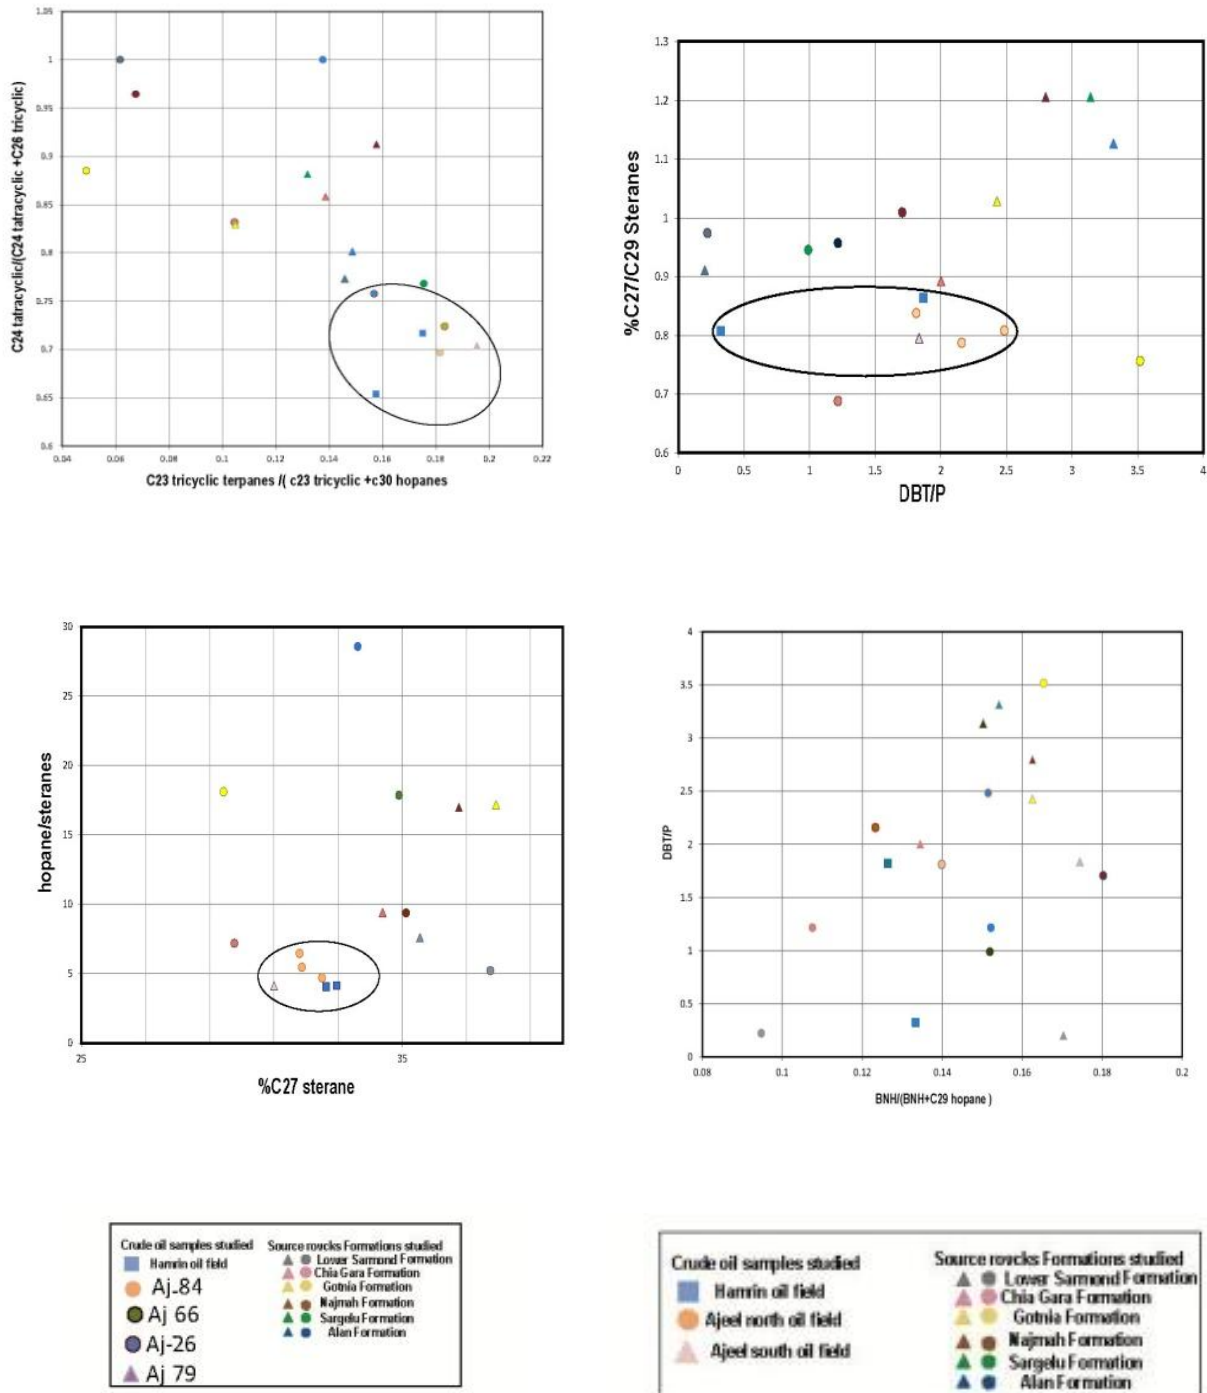 1.05
1
0.95
0.9
0.85
0.8
0.75
0.7
0.65
0.6
0.04 0.06 0.08 0.1 0.12 0.14 0.16 0.18 0.2 0.22
C24 tatracyclic/(C24 tatracyclic +C26 tricyclic)
C23 tricyclic terpanes /( c23 tricyclic +c30 hopanes
1.3
1.2
1.1
1
0.9
0.8
0.7
0.6
0 0.5 1 1.5 2 2.5 3 3.5 4
%C27/C29 Steranes
DBT/P
30
25
20
15
10
5
0
25 35
hopane/steranes
%C27 sterane
4
3.5
3
2.5
2
1.5
1
0.5
0
0.08 0.1 0.12 0.14 0.16 0.18 0.2
DBT/P
BNH/(BNH+C29 hopane )
Crude oil samples studied
Hamrin oil field
Aj-84
Aj 66
Aj-26
Aj 79
Source rovcks Formations studied
Lower Sarmond Formation
Chia Gara Formation
Gotnia Formation
Najmah Formation
Sargelu Formation
Alan Formation
Crude oil samples studied
Hamrin oil field
Ajeel north oil field
Ajeel south oil field
Source rovcks Formations studied
Lower Sarmond Formation
Chia Gara Formation
Gotnia Formation
Najmah Formation
Sargelu Formation
Alan Formation